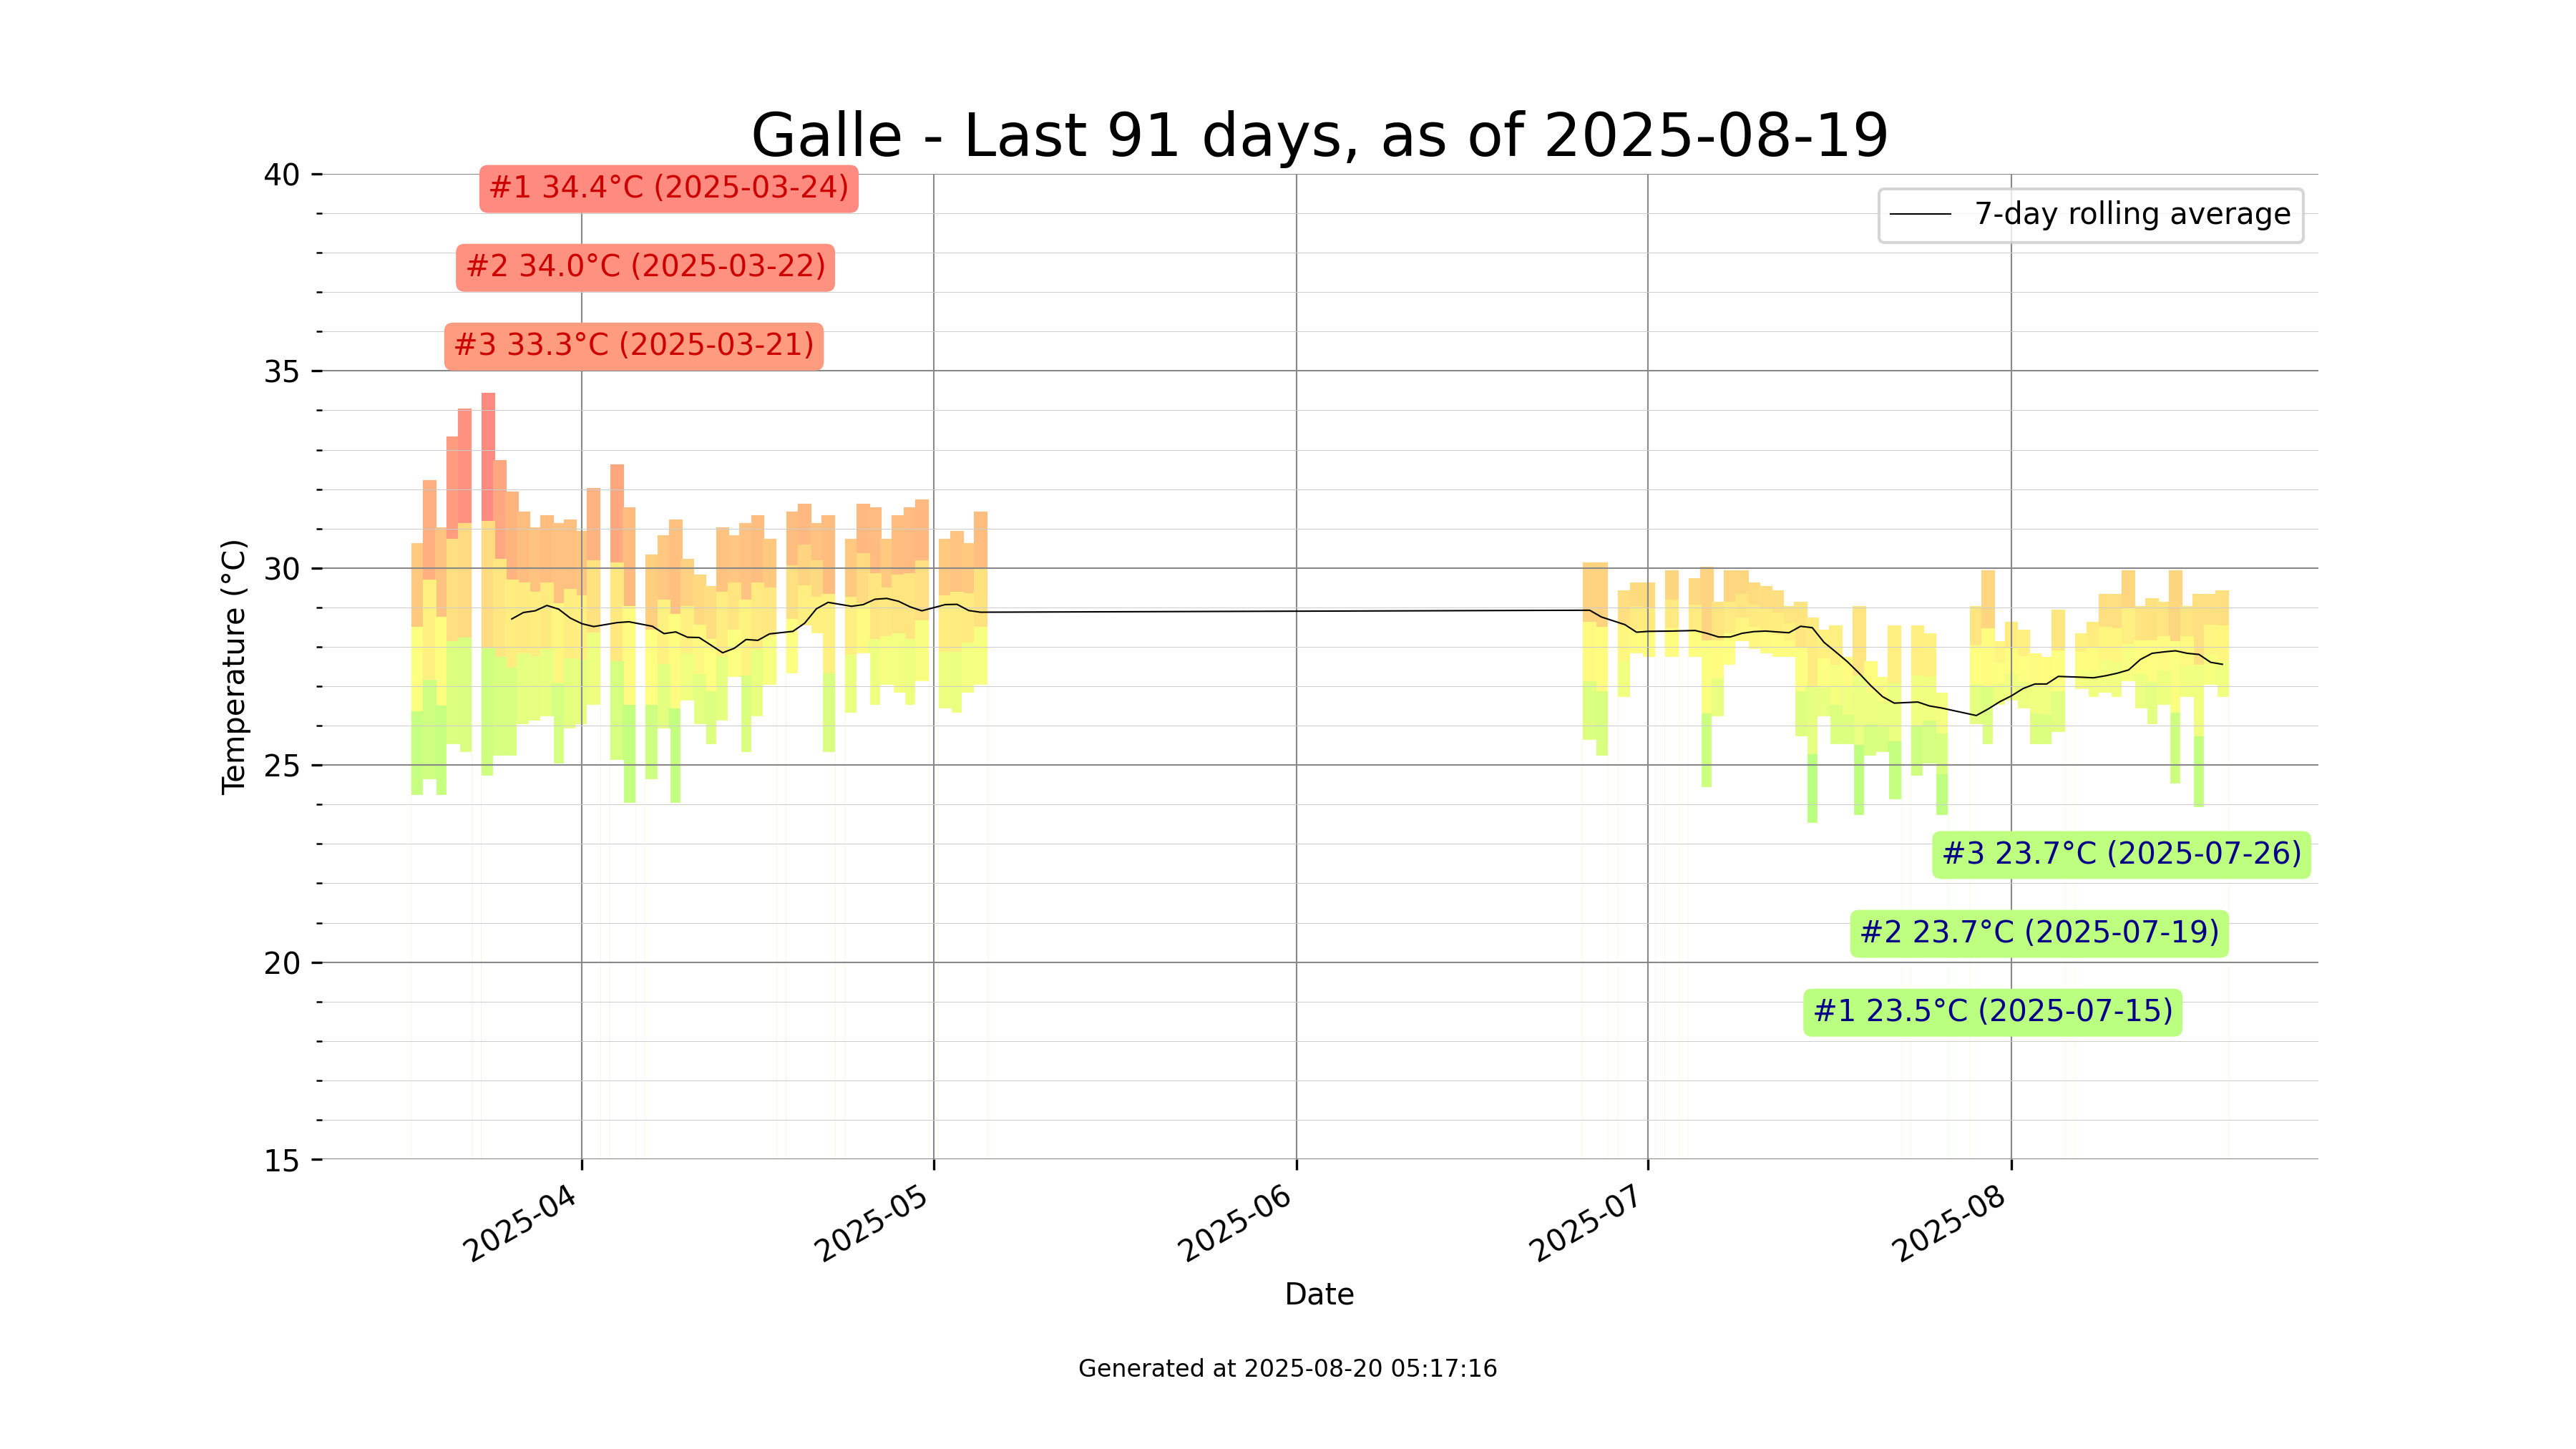 Galle - Last 91 days, as of 2025-08-19
40
#1 34.4°C (2025-03-24)
7-day rolling average
#2 34.0°C (2025-03-22)
#3 33.3°C (2025-03-21)
35
30
Temperature (°C)
25
#3 23.7°C (2025-07-26)
#2 23.7°C (2025-07-19)
20
#1 23.5°C (2025-07-15)
15
2025-04
2025-05
2025-06
2025-07
2025-08
Date
Generated at 2025-08-20 05:17:16